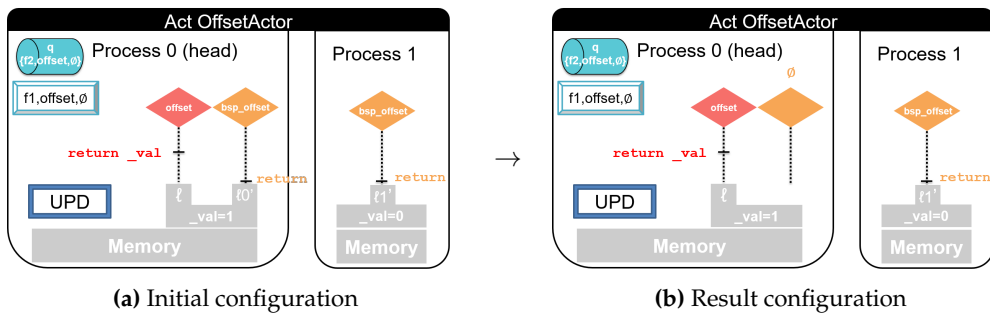 Act OffsetActor
q
{f2,offset,∅}
Process 0 (head)
f1,offset,∅
offset
bsp_offset
return _val
return
UPD
ℓ
ℓ0'
_val=1
Memory
Process 1
bsp_offset
return
ℓ1'
_val=0
Memory
→
Act OffsetActor
q
{f2,offset,∅}
Process 0 (head)
f1,offset,∅
∅
offset
return _val
UPD
ℓ
_val=1
Memory
Process 1
bsp_offset
return
ℓ1'
_val=0
Memory
(a) Initial configuration
(b) Result configuration